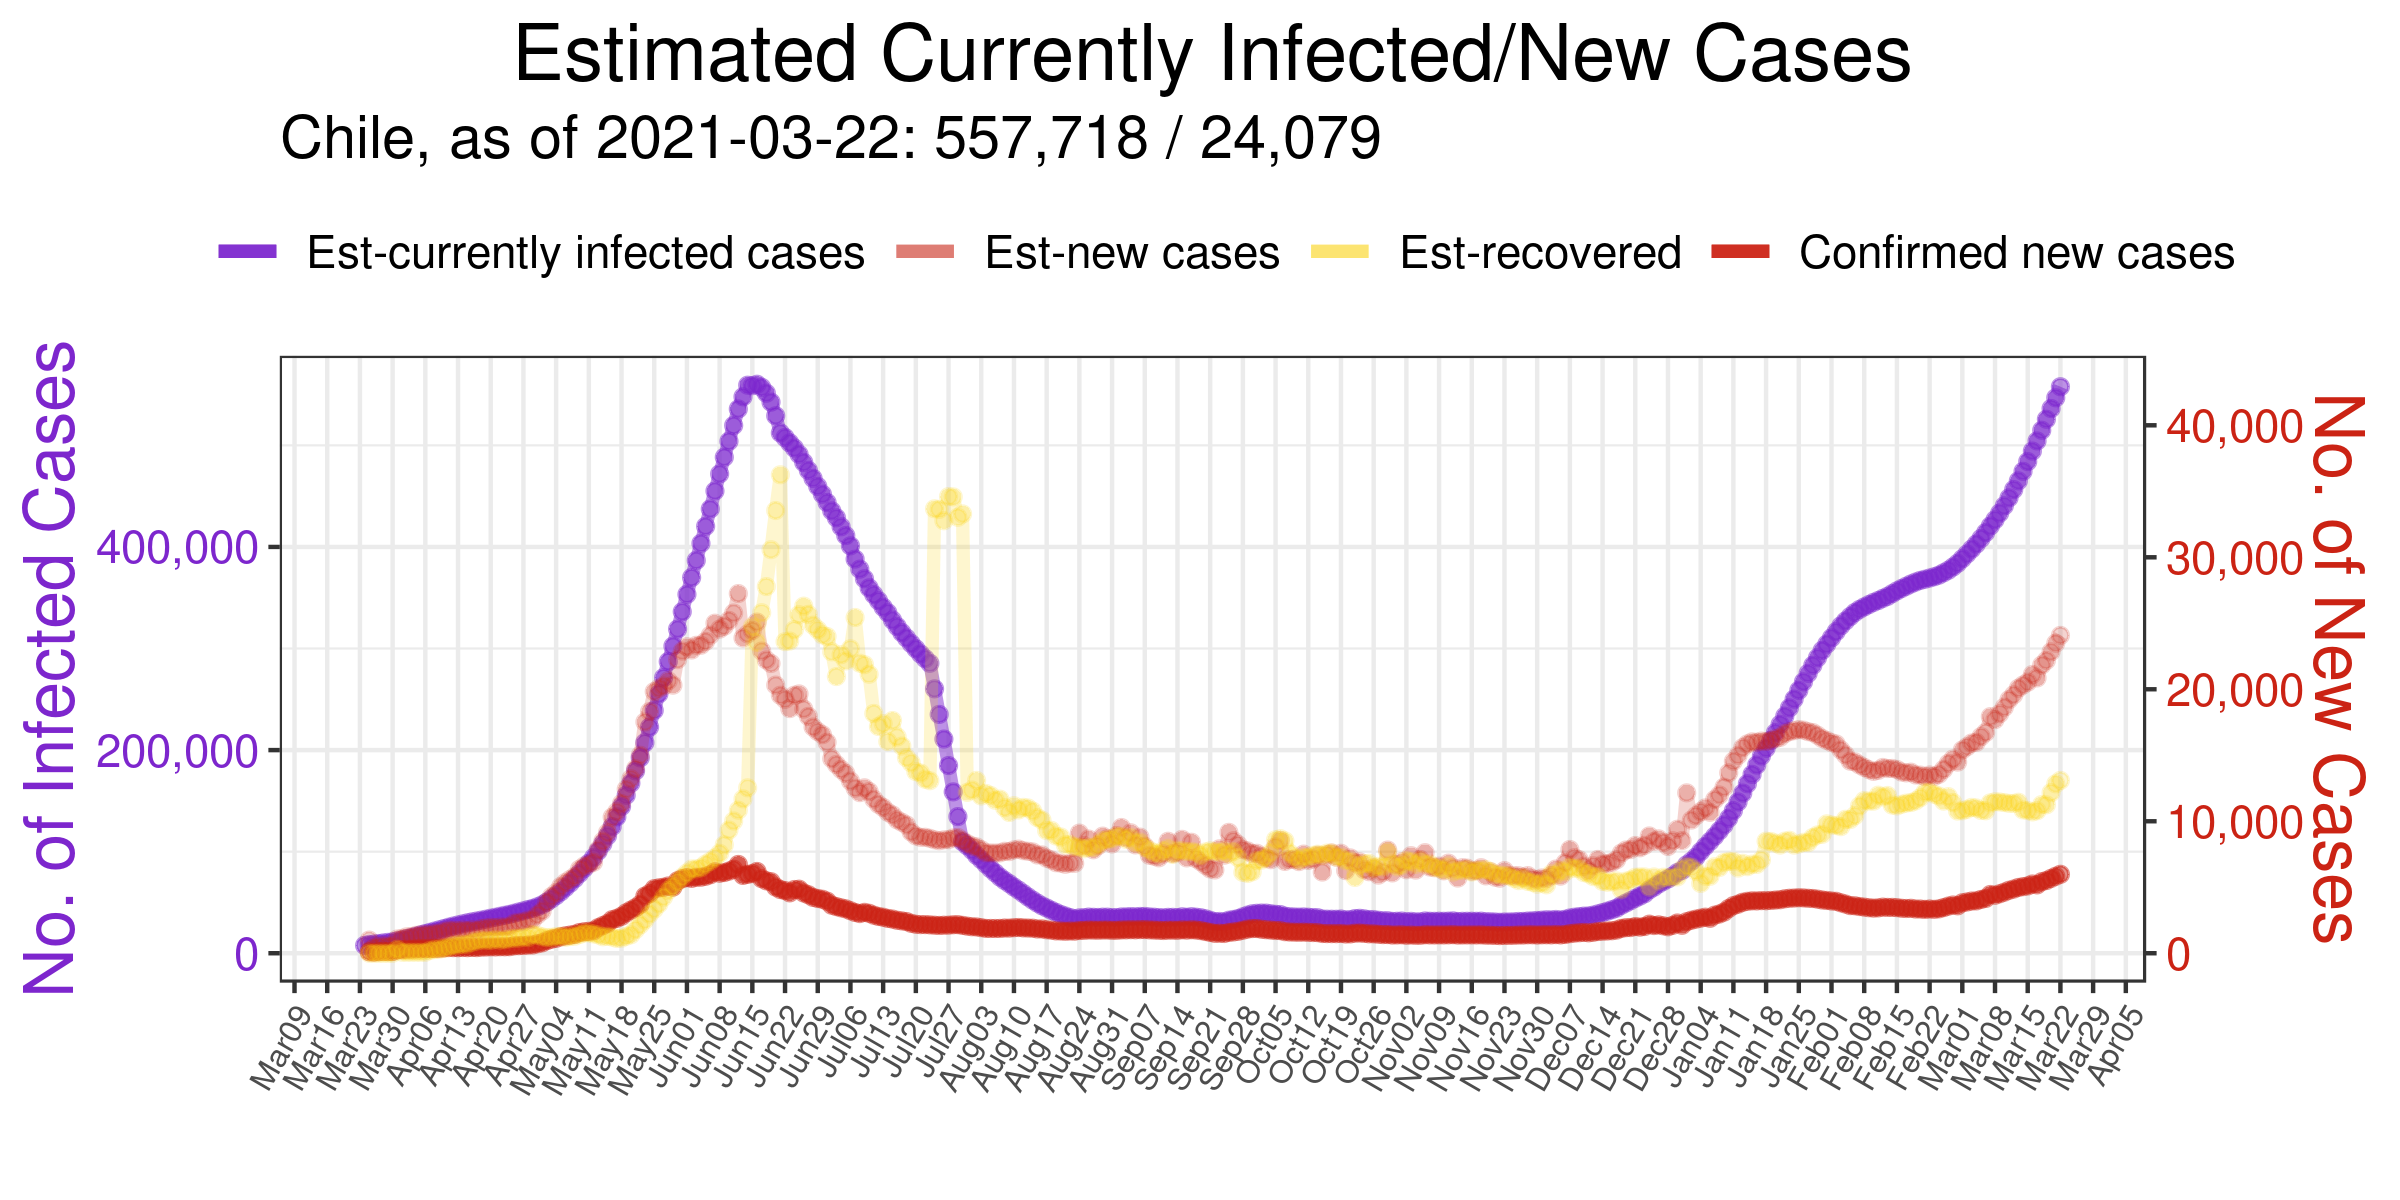 Estimated Currently Infected/New Cases
Chile, as of 2021-03-22: 557,718 / 24,079
Est-currently infected cases Est-new cases Est-recovered Confirmed new cases
No. of Infected Cases
400,000
200,000
0
40,000
30,000
20,000
10,000
0
No. of New Cases
Mar09 Mar16 Mar23 Mar30 Apr06 Apr13 Apr20 Apr27 May04 May11 May18 May25 Jun01 Jun08 Jun15 Jun22 Jun29 Jul06 Jul13 Jul20 Jul27 Aug03 Aug10 Aug17 Aug24 Aug31 Sep07 Sep14 Sep21 Sep28 Oct05 Oct12 Oct19 Oct26 Nov02 Nov09 Nov16 Nov23 Nov30 Dec07 Dec14 Dec21 Dec28 Jan04 Jan11 Jan18 Jan25 Feb01 Feb08 Feb15 Feb22 Mar01 Mar08 Mar15 Mar22 Mar29 Apr05